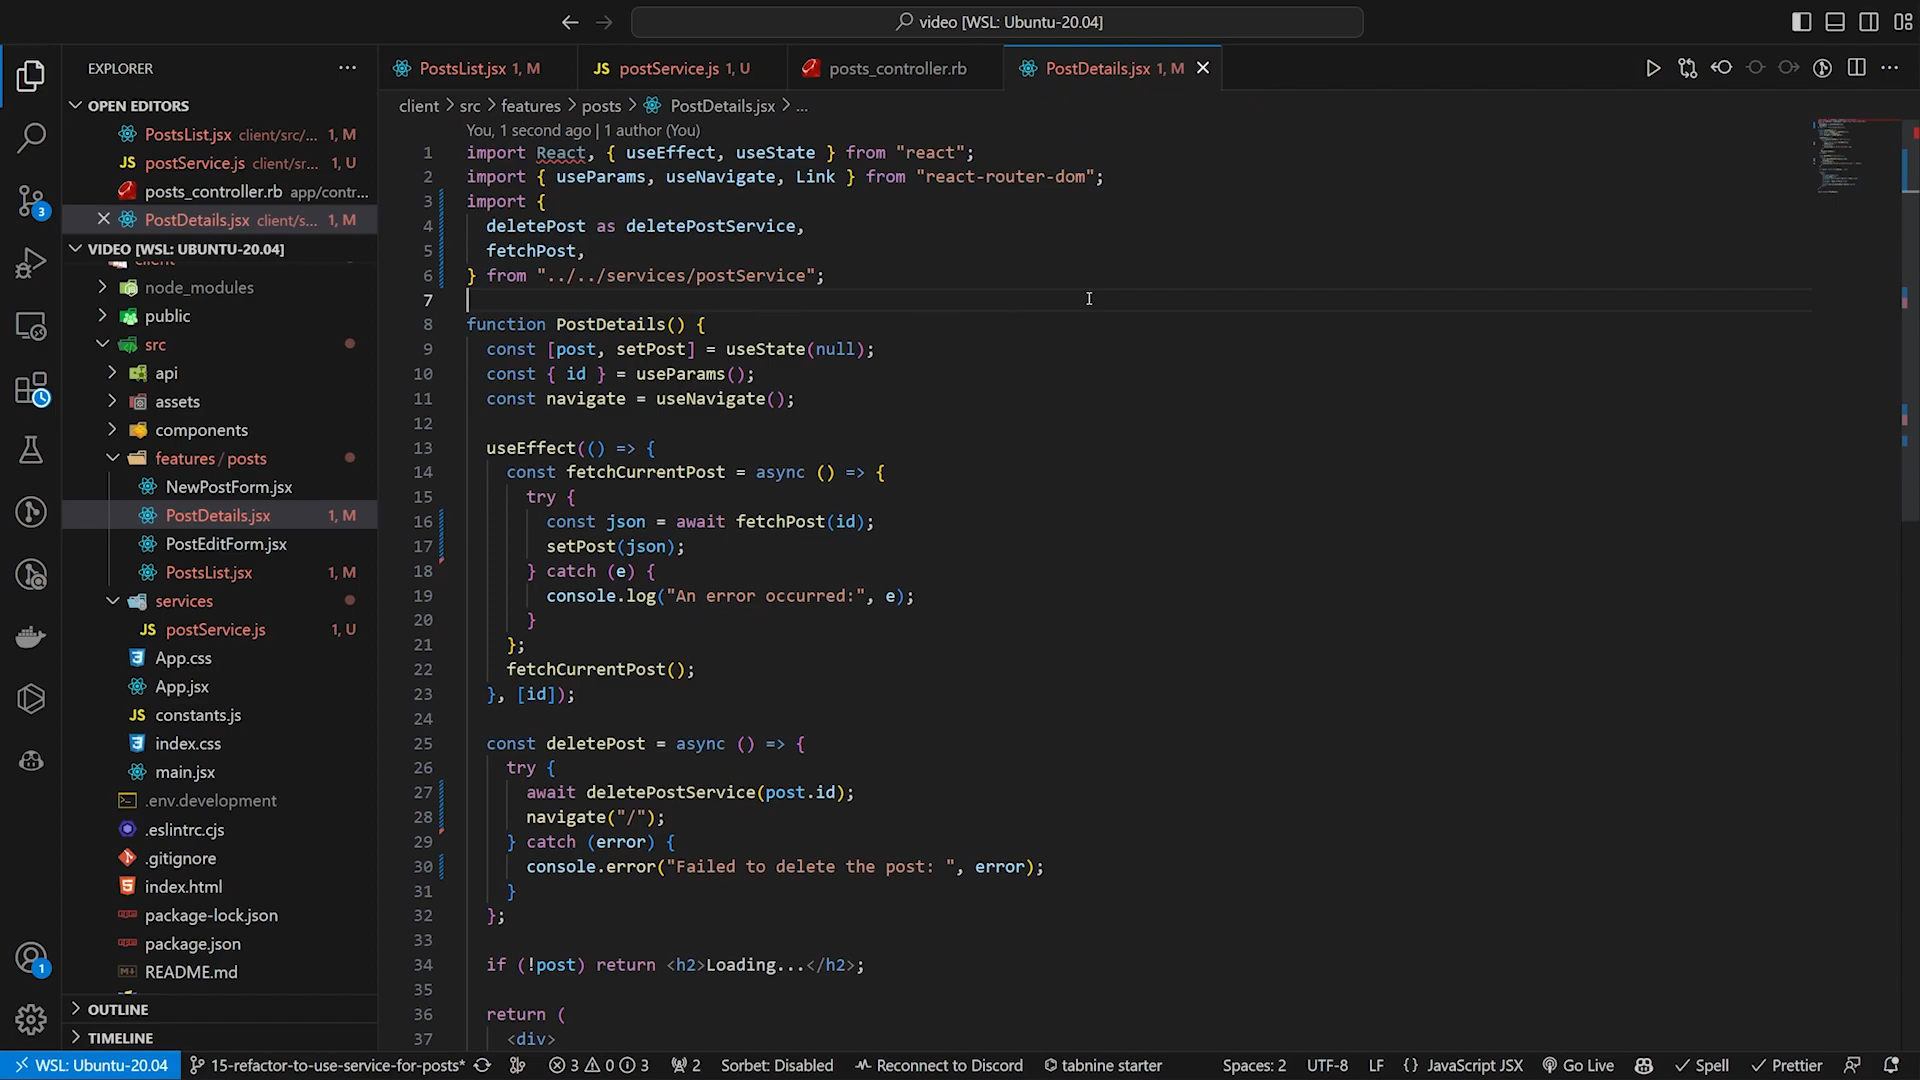 video [WSL: Ubuntu-20.04]
EXPLORER
PostsList.jsx 1, M
JS postService.js 1, U
posts_controller.rb
PostDetails.jsx 1, M
OPEN EDITORS
PostsList.jsx client/src/... 1, M
JS postService.js client/sr... 1, U
posts_controller.rb app/contr...
PostDetails.jsx client/s... 1, M
VIDEO [WSL: UBUNTU-20.04]
client
node_modules
public
src
api
assets
components
features / posts
NewPostForm.jsx
PostDetails.jsx 1, M
PostEditForm.jsx
PostsList.jsx 1, M
services
JS postService.js 1, U
App.css
App.jsx
JS constants.js
index.css
main.jsx
.env.development
.eslintrc.cjs
.gitignore
index.html
package-lock.json
package.json
README.md
OUTLINE
TIMELINE
3
1
client > src > features > posts > PostDetails.jsx > ...
You, 1 second ago | 1 author (You)
1 import React, { useEffect, useState } from "react";
2 import { useParams, useNavigate, Link } from "react-router-dom";
3 import {
4 deletePost as deletePostService,
5 fetchPost,
6 } from "../../services/postService";
7
8 function PostDetails() {
9 const [post, setPost] = useState(null);
10 const { id } = useParams();
11 const navigate = useNavigate();
12
13 useEffect(() => {
14 const fetchCurrentPost = async () => {
15 try {
16 const json = await fetchPost(id);
17 setPost(json);
18 } catch (e) {
19 console.log("An error occurred:", e);
20 }
21 };
22 fetchCurrentPost();
23 }, [id]);
24
25 const deletePost = async () => {
26 try {
27 await deletePostService(post.id);
28 navigate("/");
29 } catch (error) {
30 console.error("Failed to delete the post: ", error);
31 }
32 };
33
34 if (!post) return <h2>Loading...</h2>;
35
36 return (
37 <div>
WSL: Ubuntu-20.04 15-refactor-to-use-service-for-posts* 3 0 3 2 Sorbet: Disabled Reconnect to Discord tabnine starter Spaces: 2 UTF-8 LF {} JavaScript JSX Go Live Spell Prettier